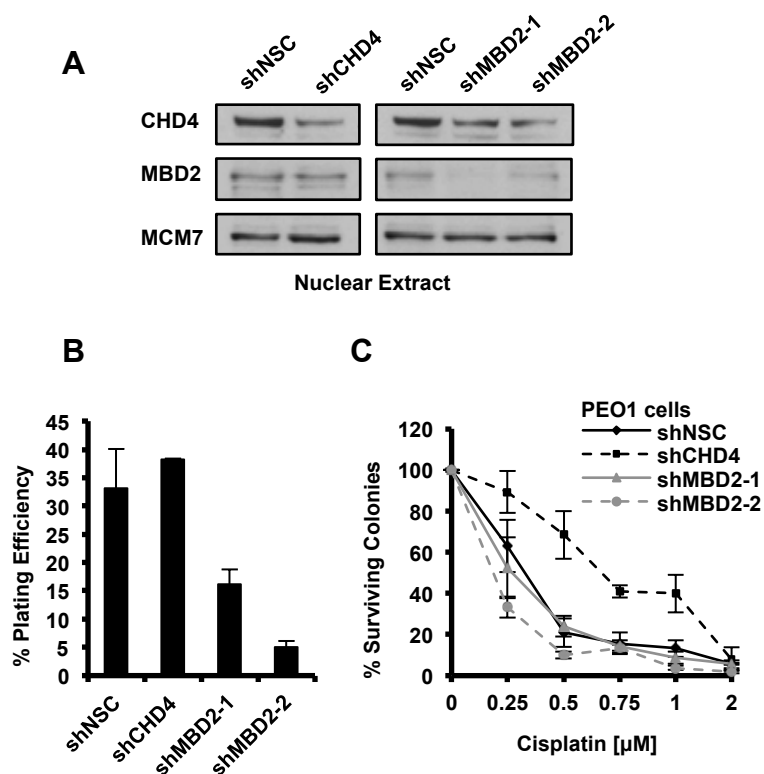 A
shNSC
shCHD4
shNSC
shMBD2-1
shMBD2-2
CHD4
MBD2
MCM7
Nuclear Extract
B
% Plating Efficiency
45
40
35
30
25
20
15
10
5
0
shNSC
shCHD4
shMBD2-1
shMBD2-2
C
PEO1 cells
shNSC
shCHD4
shMBD2-1
shMBD2-2
% Surviving Colonies
120
100
80
60
40
20
0
0 0.25 0.5 0.75 1 2
Cisplatin [µM]